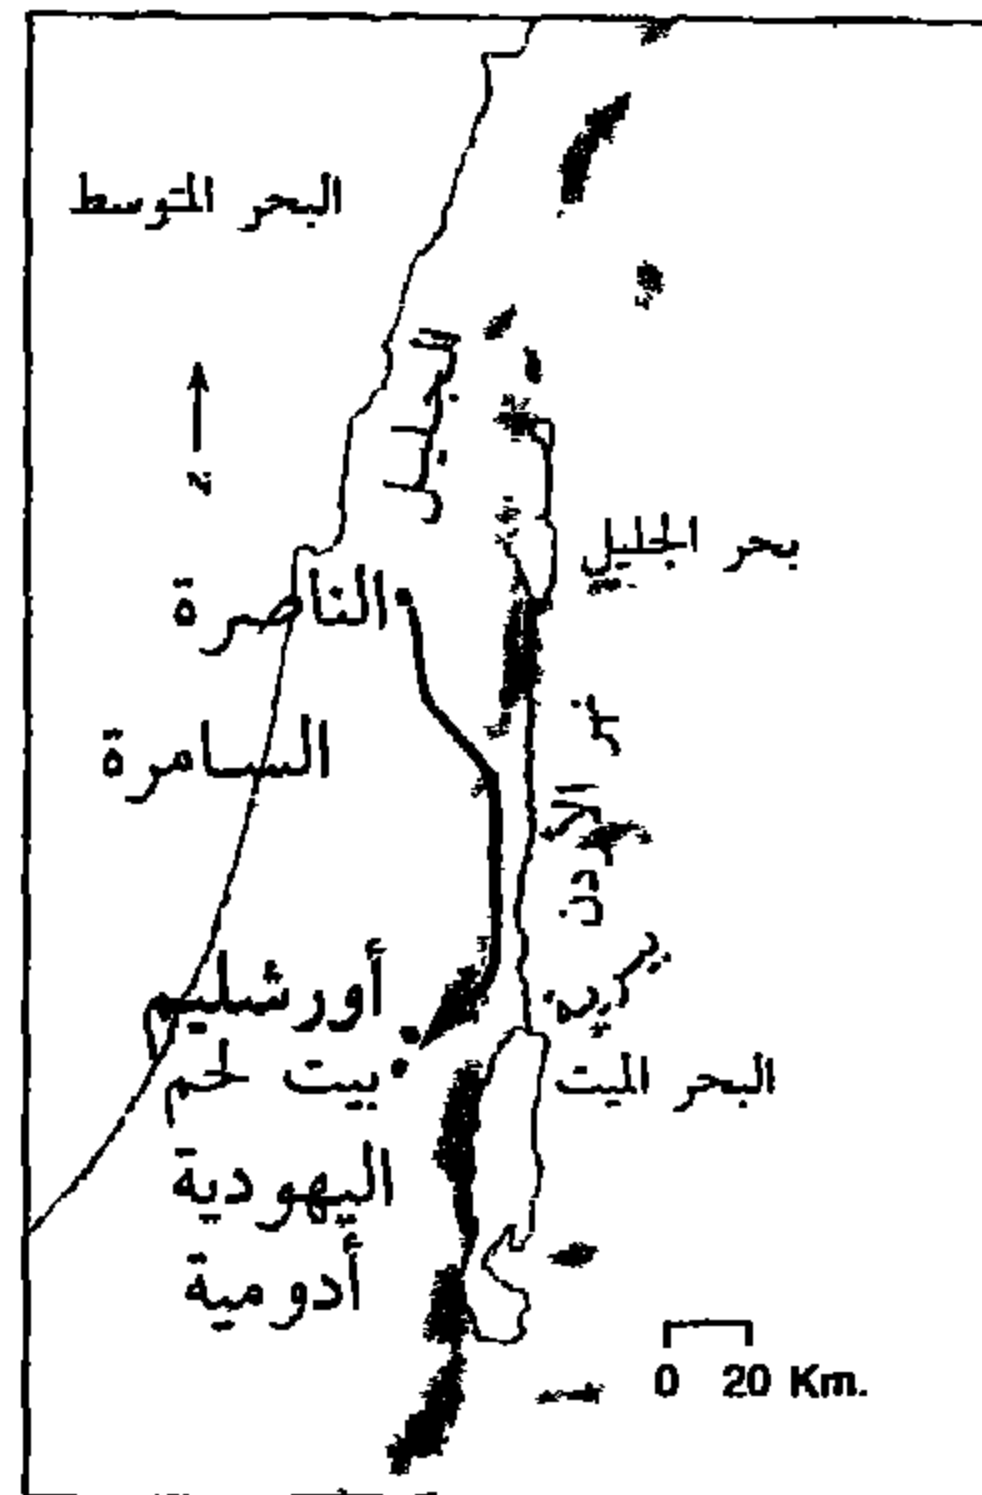 البحر المتوسط
الجليل
N
بحر الجليل
الناصرة
نهر الأردن
السامرة
بيرية
أورشليم
بيت لحم
البحر الميت
اليهودية
أدومية
0 20 Km.